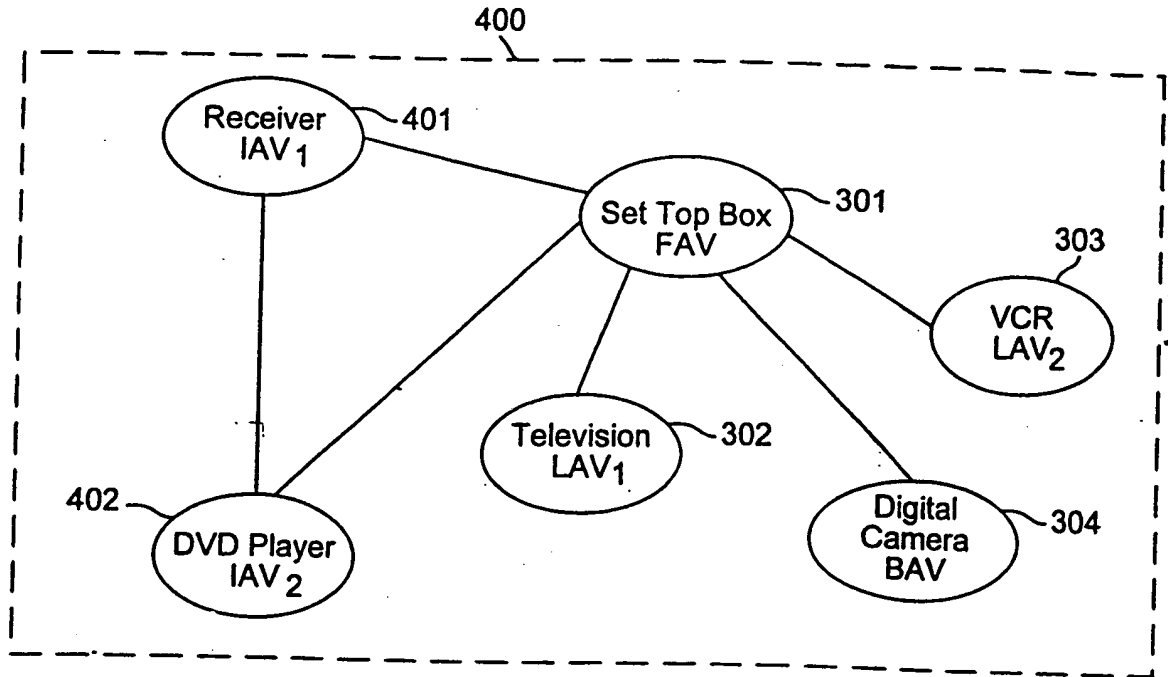 400
Receiver
IAV1
401
Set Top Box
FAV
301
303
VCR
LAV2
Television
LAV1
302
402
DVD Player
IAV2
Digital
Camera
BAV
304